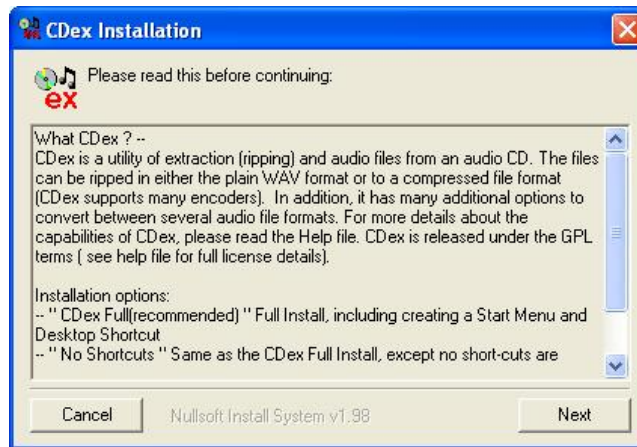 CDex Installation
Please read this before continuing:
ex
What CDex ? --
CDex is a utility of extraction (ripping) and audio files from an audio CD. The files
can be ripped in either the plain WAV format or to a compressed file format
(CDex supports many encoders).  In addition, it has many additional options to
convert between several audio file formats. For more details about the
capabilities of CDex, please read the Help file. CDex is released under the GPL
terms ( see help file for full license details).
Installation options:
-- " CDex Full(recommended) " Full Install, including creating a Start Menu and
Desktop Shortcut
-- " No Shortcuts " Same as the CDex Full Install, except no short-cuts are
Cancel
Nullsoft Install System v1.98
Next